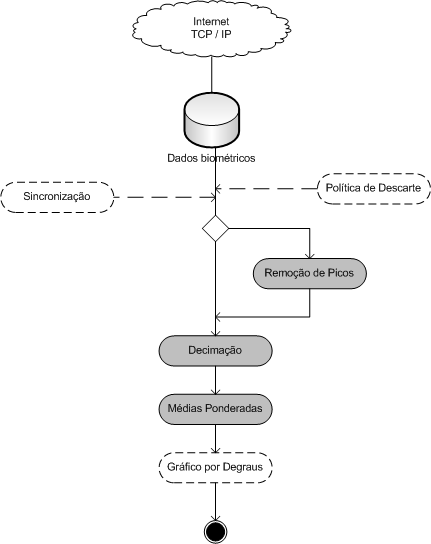 Internet
TCP / IP
Dados biométricos
Política de Descarte
Sincronização
Remoção de Picos
Decimação
Médias Ponderadas
Gráfico por Degraus